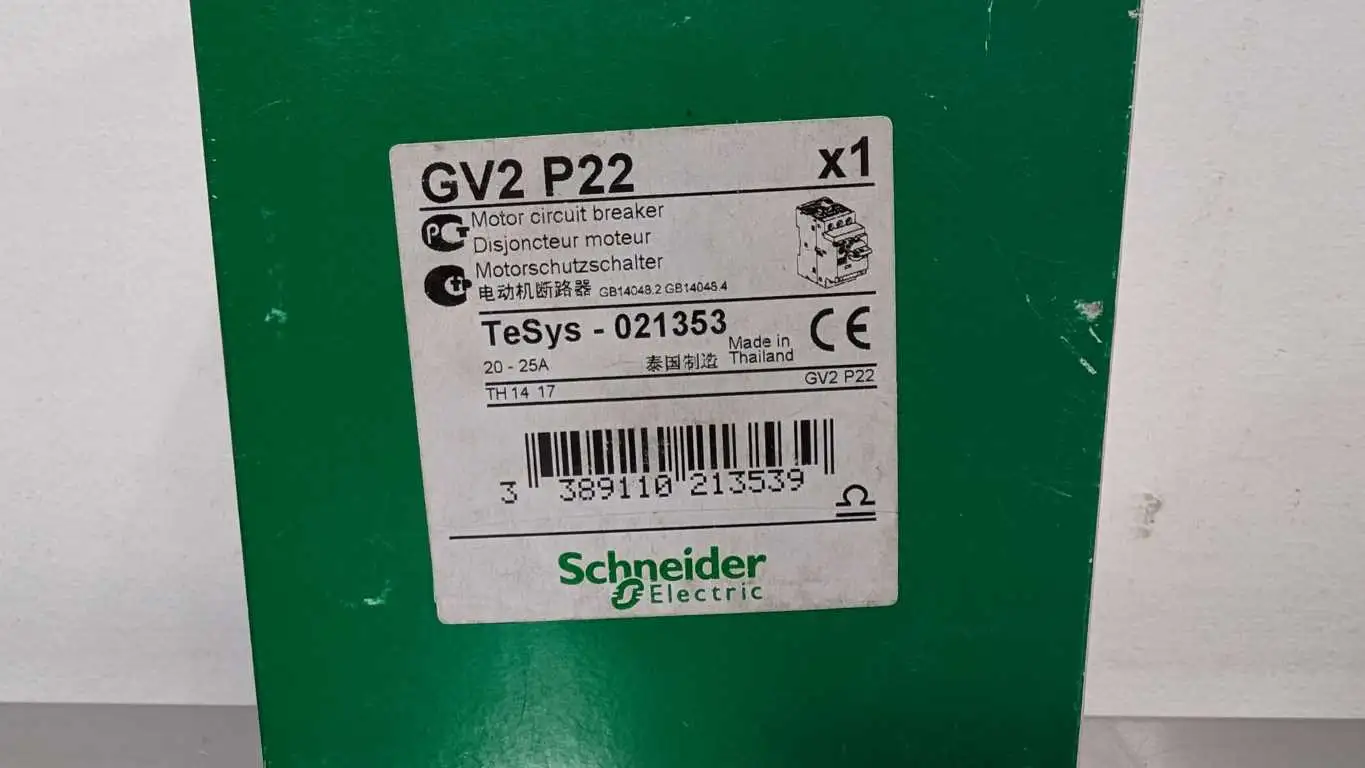 GV2 P22 x1
Motor circuit breaker
Disjoncteur moteur
Motorschutzschalter
电动机断路器 GB14048.2 GB14048.4
TeSys - 021353
20 - 25A 泰国制造 Made in Thailand
CE
TH 14 17 GV2 P22
3 389110 213539
Schneider
Electric